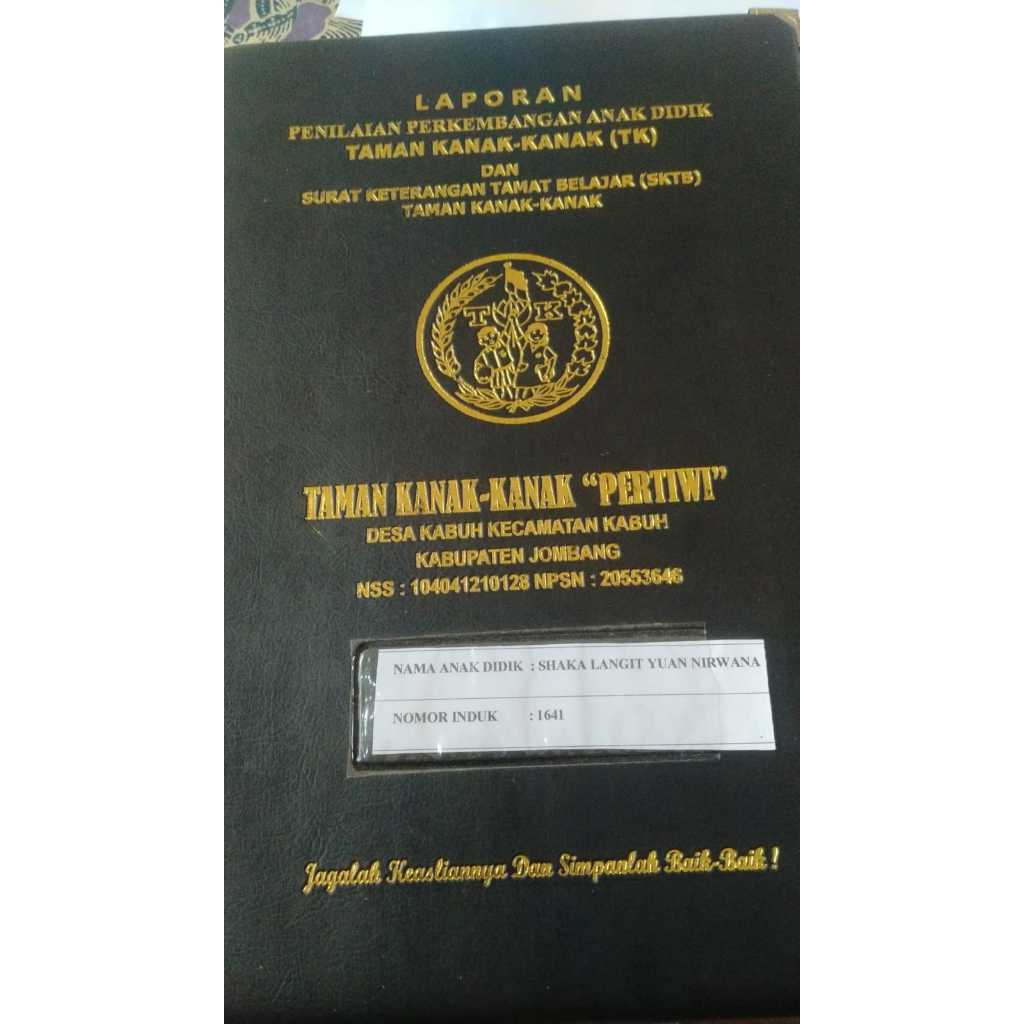 LAPORAN
PENILAIAN PERKEMBANGAN ANAK DIDIK
TAMAN KANAK-KANAK (TK)
DAN
SURAT KETERANGAN TAMAT BELAJAR (SKTB)
TAMAN KANAK-KANAK
T K
TAMAN KANAK-KANAK “PERTIWI”
DESA KABUH KECAMATAN KABUH
KABUPATEN JOMBANG
NSS : 104041210128 NPSN : 20553646
NAMA ANAK DIDIK : SHAKA LANGIT YUAN NIRWANA
NOMOR INDUK : 1641
Jagalah Keasliannya Dan Simpanlah Baik-Baik !